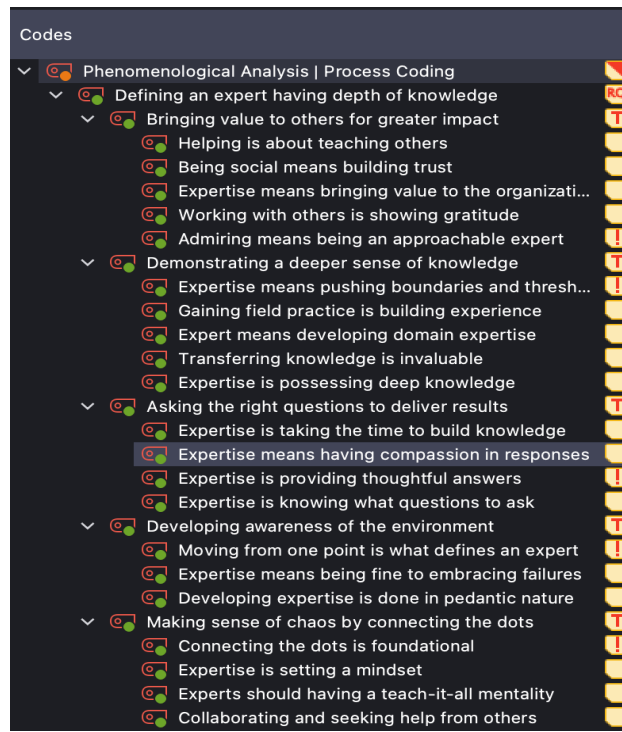 Codes
Phenomenological Analysis | Process Coding
Defining an expert having depth of knowledge
RQ
Bringing value to others for greater impact
T
Helping is about teaching others
Being social means building trust
Expertise means bringing value to the organizati...
Working with others is showing gratitude
Admiring means being an approachable expert
!
Demonstrating a deeper sense of knowledge
T
Expertise means pushing boundaries and thresh...
!
Gaining field practice is building experience
Expert means developing domain expertise
Transferring knowledge is invaluable
Expertise is possessing deep knowledge
Asking the right questions to deliver results
T
Expertise is taking the time to build knowledge
Expertise means having compassion in responses
Expertise is providing thoughtful answers
!
Expertise is knowing what questions to ask
Developing awareness of the environment
T
Moving from one point is what defines an expert
!
Expertise means being fine to embracing failures
Developing expertise is done in pedantic nature
Making sense of chaos by connecting the dots
T
Connecting the dots is foundational
!
Expertise is setting a mindset
Experts should having a teach-it-all mentality
Collaborating and seeking help from others